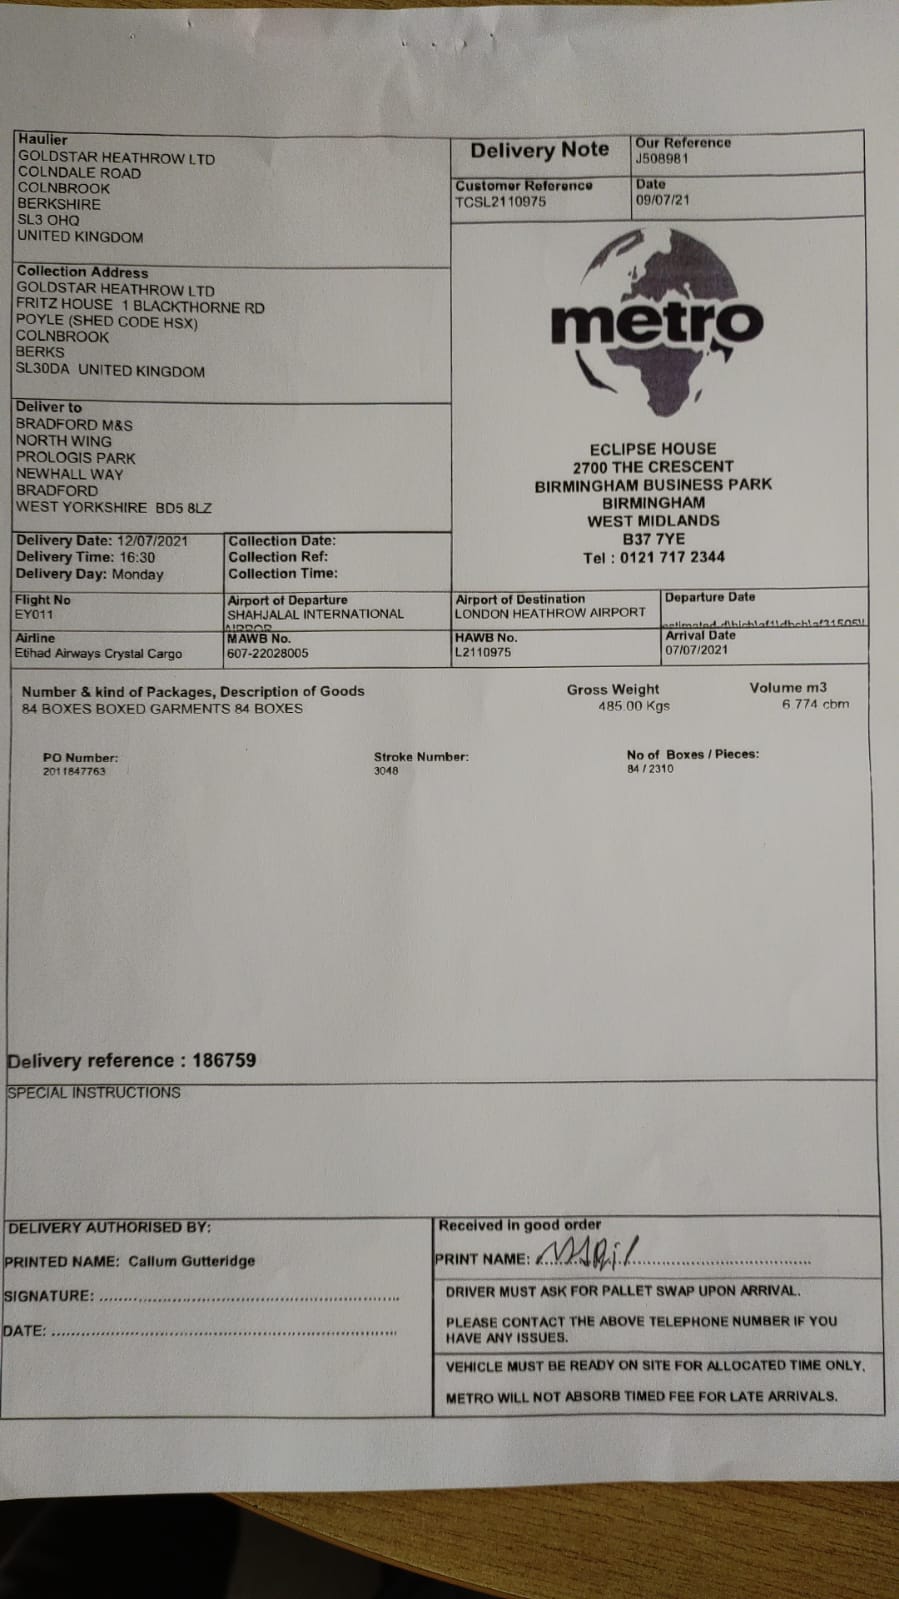 Haulier
GOLDSTAR HEATHROW LTD
COLNDALE ROAD
COLNBROOK
BERKSHIRE
SL3 OHQ
UNITED KINGDOM
Delivery Note
Our Reference
J508981
Customer Reference
TCSL2110975
Date
09/07/21
Collection Address
GOLDSTAR HEATHROW LTD
FRITZ HOUSE 1 BLACKTHORNE RD
POYLE (SHED CODE HSX)
COLNBROOK
BERKS
SL30DA UNITED KINGDOM
metro
Deliver to
BRADFORD M&S
NORTH WING
PROLOGIS PARK
NEWHALL WAY
BRADFORD
WEST YORKSHIRE BD5 8LZ
ECLIPSE HOUSE
2700 THE CRESCENT
BIRMINGHAM BUSINESS PARK
BIRMINGHAM
WEST MIDLANDS
B37 7YE
Tel : 0121 717 2344
Delivery Date: 12/07/2021
Delivery Time: 16:30
Delivery Day: Monday
Collection Date:
Collection Ref:
Collection Time:
Flight No
EY011
Airport of Departure
SHAHJALAL INTERNATIONAL
Airport of Destination
LONDON HEATHROW AIRPORT
Departure Date
Airline
Etihad Airways Crystal Cargo
MAWB No.
607-22028005
HAWB No.
L2110975
Arrival Date
07/07/2021
Number & kind of Packages, Description of Goods
84 BOXES BOXED GARMENTS 84 BOXES
Gross Weight
485.00 Kgs
Volume m3
6.774 cbm
PO Number:
2011847763
Stroke Number:
3048
No of Boxes / Pieces:
84 / 2310
Delivery reference : 186759
SPECIAL INSTRUCTIONS
DELIVERY AUTHORISED BY:
PRINTED NAME: Callum Gutteridge
SIGNATURE:
DATE:
Received in good order
PRINT NAME:
DRIVER MUST ASK FOR PALLET SWAP UPON ARRIVAL.
PLEASE CONTACT THE ABOVE TELEPHONE NUMBER IF YOU
HAVE ANY ISSUES.
VEHICLE MUST BE READY ON SITE FOR ALLOCATED TIME ONLY.
METRO WILL NOT ABSORB TIMED FEE FOR LATE ARRIVALS.